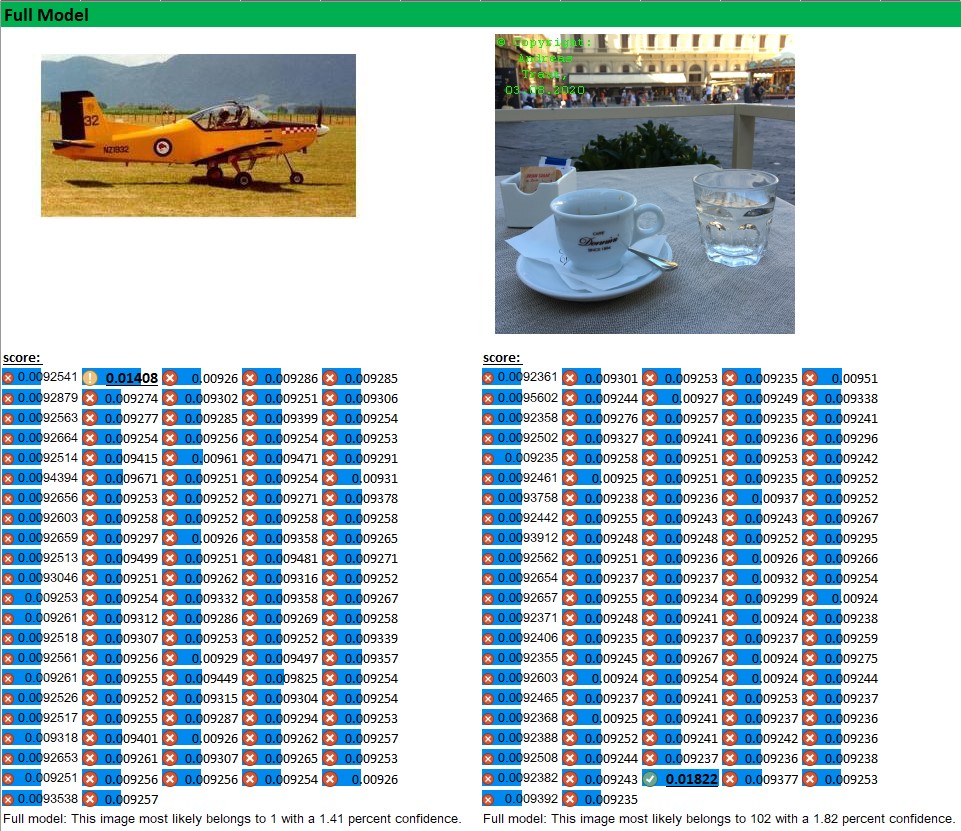 Full Model
32
NZ1932
© Copyright:
Andreas
Trase,
03.08.2020
score:
0.0092541 0.01408 0.00926 0.009286 0.009285
0.0092879 0.009274 0.009302 0.009251 0.009306
0.0092563 0.009277 0.009285 0.009399 0.009254
0.0092664 0.009254 0.009256 0.009254 0.009253
0.0092514 0.009415 0.00961 0.009471 0.009291
0.0094394 0.009671 0.009251 0.009254 0.00931
0.0092656 0.009253 0.009252 0.009271 0.009378
0.0092603 0.009258 0.009252 0.009258 0.009258
0.0092659 0.009297 0.00926 0.009358 0.009265
0.0092513 0.009499 0.009251 0.009481 0.009271
0.0093046 0.009251 0.009262 0.009316 0.009252
0.009253 0.009254 0.009332 0.009358 0.009267
0.009261 0.009312 0.009286 0.009269 0.009258
0.0092518 0.009307 0.009253 0.009252 0.009339
0.0092561 0.009256 0.00929 0.009497 0.009357
0.009261 0.009255 0.009449 0.009825 0.009254
0.0092526 0.009252 0.009315 0.009304 0.009254
0.0092517 0.009255 0.009287 0.009294 0.009253
0.009318 0.009401 0.00926 0.009262 0.009257
0.0092653 0.009261 0.009307 0.009265 0.009253
0.009251 0.009256 0.009256 0.009254 0.00926
0.0093538 0.009257
Full model: This image most likely belongs to 1 with a 1.41 percent confidence.
score:
0.0092361 0.009301 0.009253 0.009235 0.00951
0.0095602 0.009244 0.00927 0.009249 0.009338
0.0092358 0.009276 0.009257 0.009235 0.009241
0.0092502 0.009327 0.009241 0.009236 0.009296
0.009235 0.009258 0.009251 0.009253 0.009242
0.0092461 0.00925 0.009251 0.009235 0.009252
0.0093758 0.009238 0.009236 0.00937 0.009252
0.0092442 0.009255 0.009243 0.009243 0.009267
0.0093912 0.009248 0.009248 0.009252 0.009295
0.0092562 0.009251 0.009236 0.00926 0.009266
0.0092654 0.009237 0.009237 0.00932 0.009254
0.0092657 0.009255 0.009234 0.009299 0.00924
0.0092371 0.009248 0.009241 0.00924 0.009238
0.0092406 0.009235 0.009237 0.009237 0.009259
0.0092355 0.009245 0.009267 0.00924 0.009275
0.0092603 0.00924 0.009254 0.00924 0.009244
0.0092465 0.009237 0.009241 0.009253 0.009237
0.0092368 0.00925 0.009241 0.009237 0.009236
0.0092388 0.009252 0.009241 0.009242 0.009236
0.0092508 0.009244 0.009237 0.009236 0.009238
0.0092382 0.009243 0.01822 0.009377 0.009253
0.009392 0.009235
Full model: This image most likely belongs to 102 with a 1.82 percent confidence.